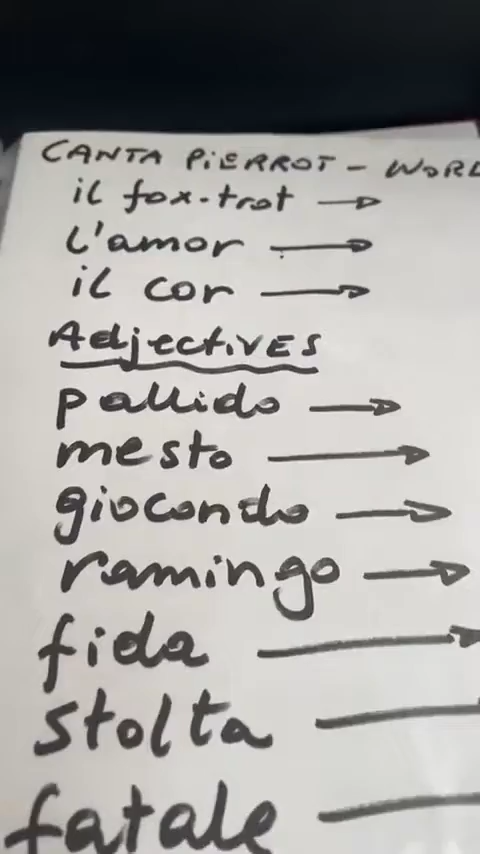 CANTA PiERROT - WORD
il fox-trot →
l'amor →
il cor →
AdjectivES
pallido →
mesto →
giocondo →
ramingo →
fida →
stolta
fatale